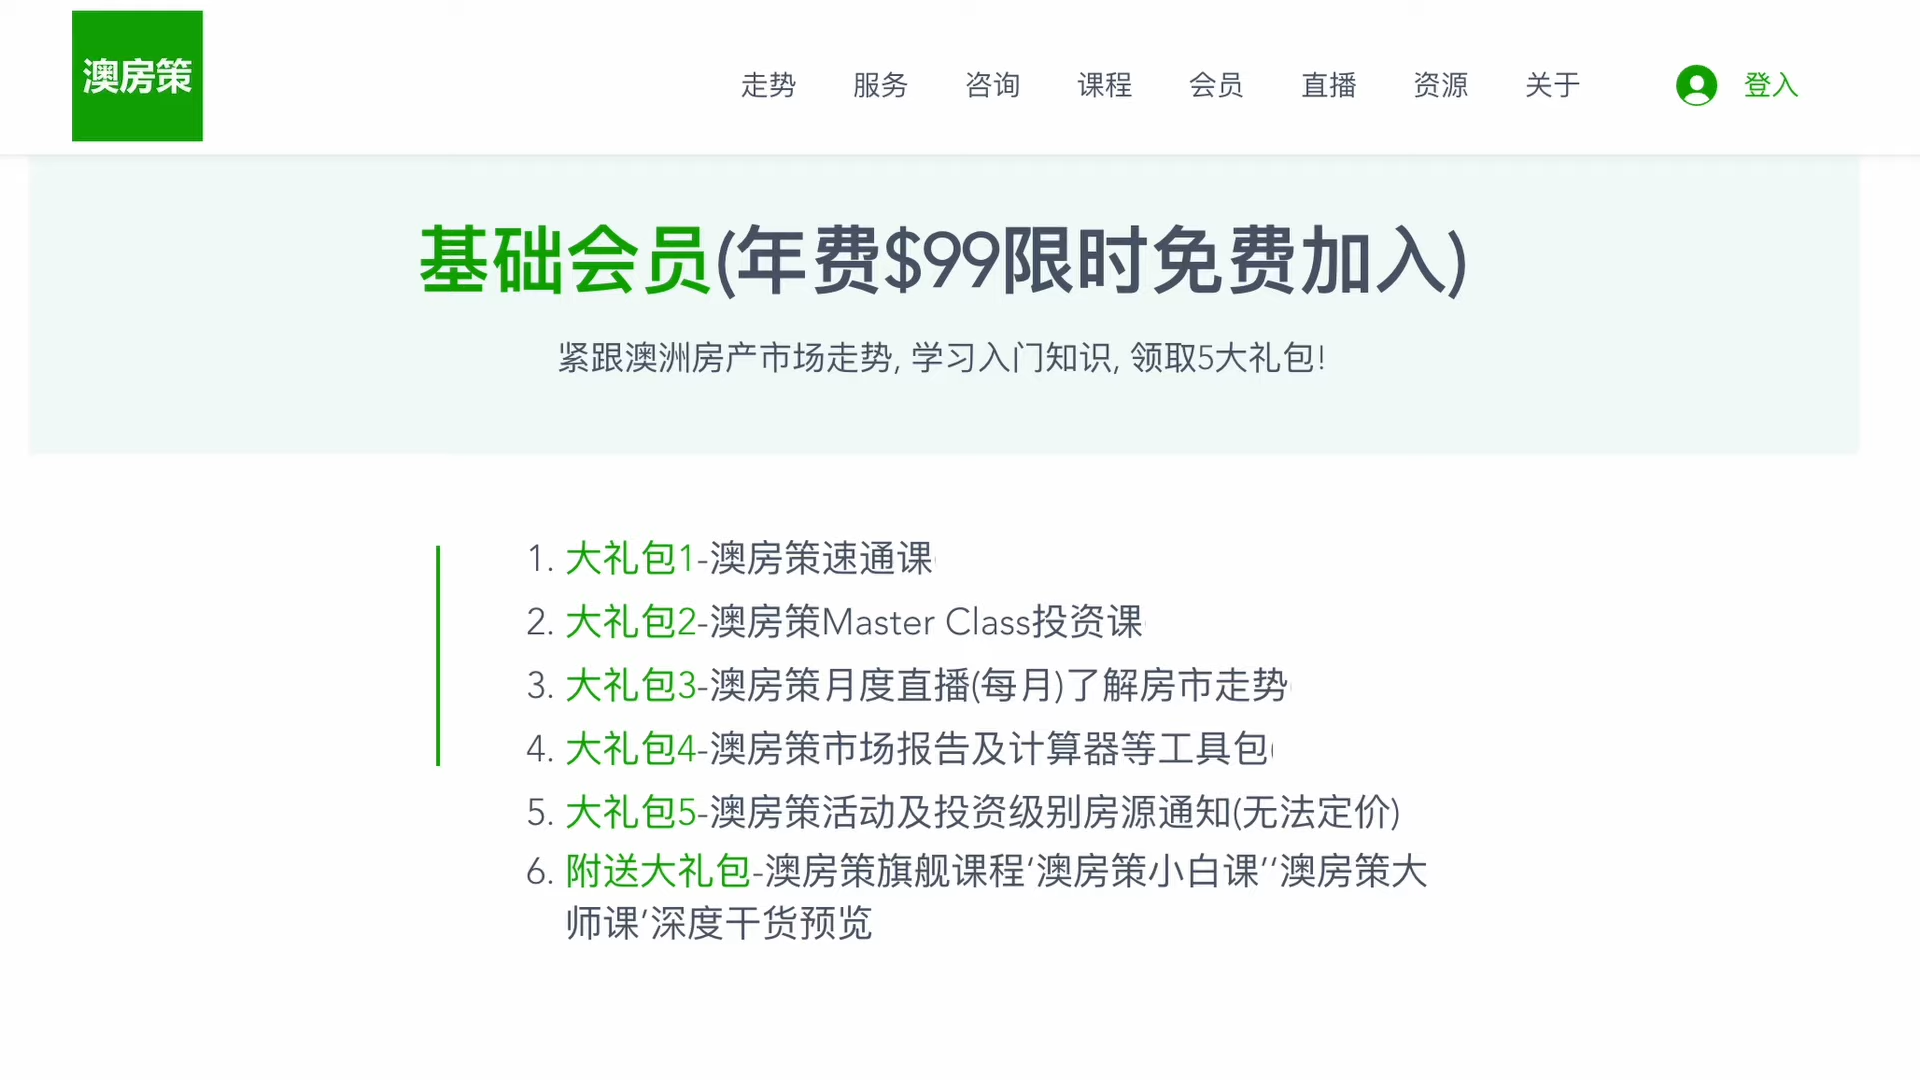 澳房策
走势 服务 咨询 课程 会员 直播 资源 关于 登入
基础会员(年费$99限时免费加入)
紧跟澳洲房产市场走势, 学习入门知识, 领取5大礼包!
1. 大礼包1-澳房策速通课
2. 大礼包2-澳房策Master Class投资课
3. 大礼包3-澳房策月度直播(每月)了解房市走势
4. 大礼包4-澳房策市场报告及计算器等工具包
5. 大礼包5-澳房策活动及投资级别房源通知(无法定价)
6. 附送大礼包-澳房策旗舰课程‘澳房策小白课’‘澳房策大
师课’深度干货预览